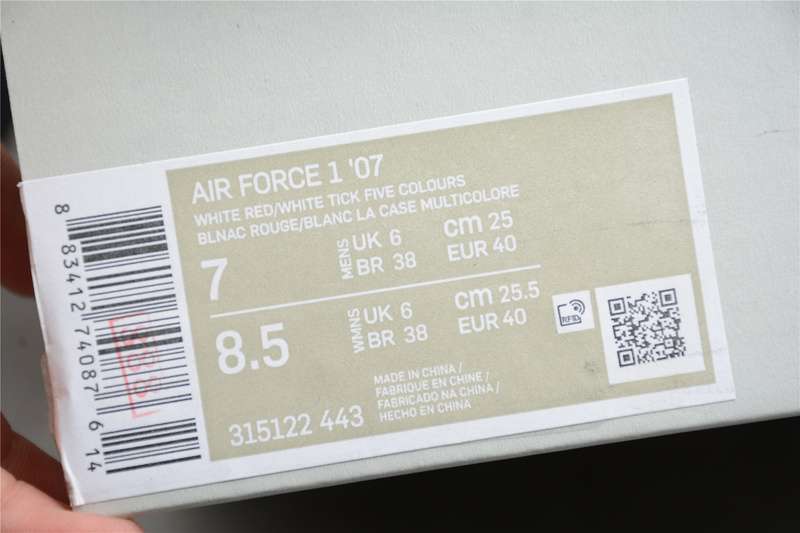 AIR FORCE 1 '07
WHITE RED/WHITE TICK FIVE COLOURS
BLNAC ROUGE/BLANC LA CASE MULTICOLORE
7
MENS
UK 6
BR 38
cm 25
EUR 40
8.5
WMNS
UK 6
BR 38
cm 25.5
EUR 40
RFID
MADE IN CHINA /
FABRIQUE EN CHINE /
FABRICADO NA CHINA /
HECHO EN CHINA
315122 443
8 83412 74087 6 14